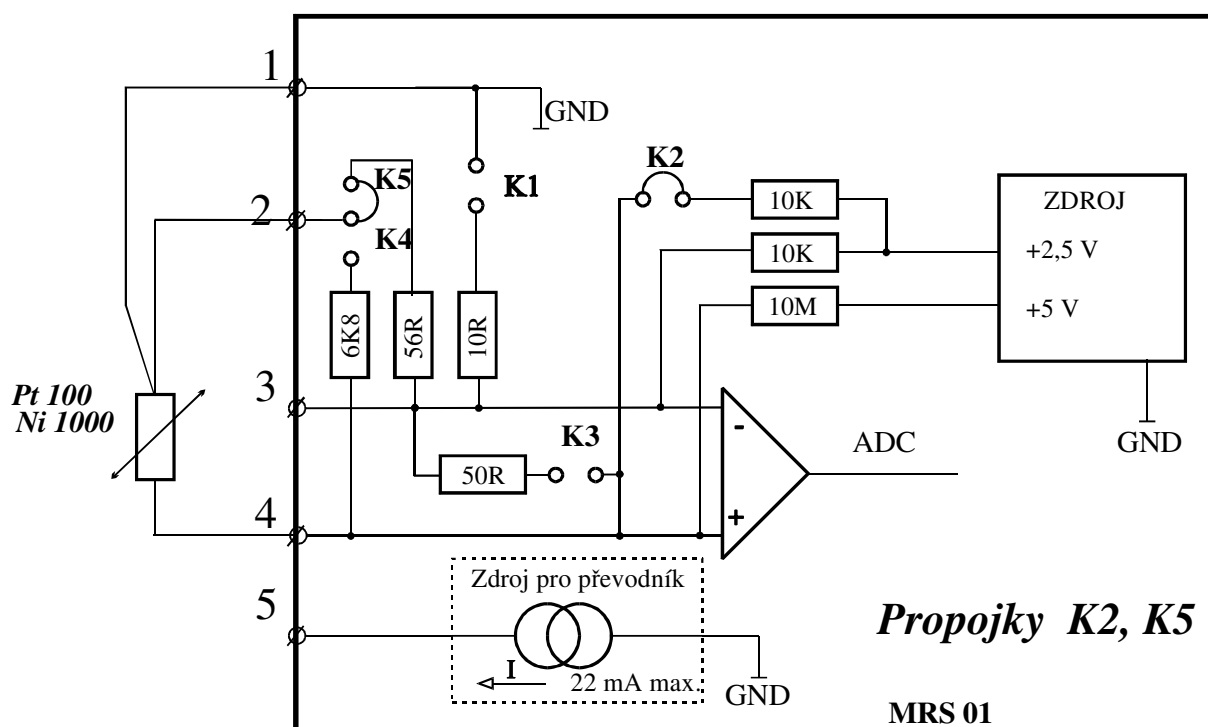 1
GND
K5
K1
K2
10K
ZDROJ
2
K4
10K
+2,5 V
10M
+5 V
6K8
56R
10R
3
Pt 100
Ni 1000
K3
-
ADC
GND
50R
4
+
Zdroj pro převodník
5
Propojky K2, K5
I
22 mA max.
GND
MRS 01